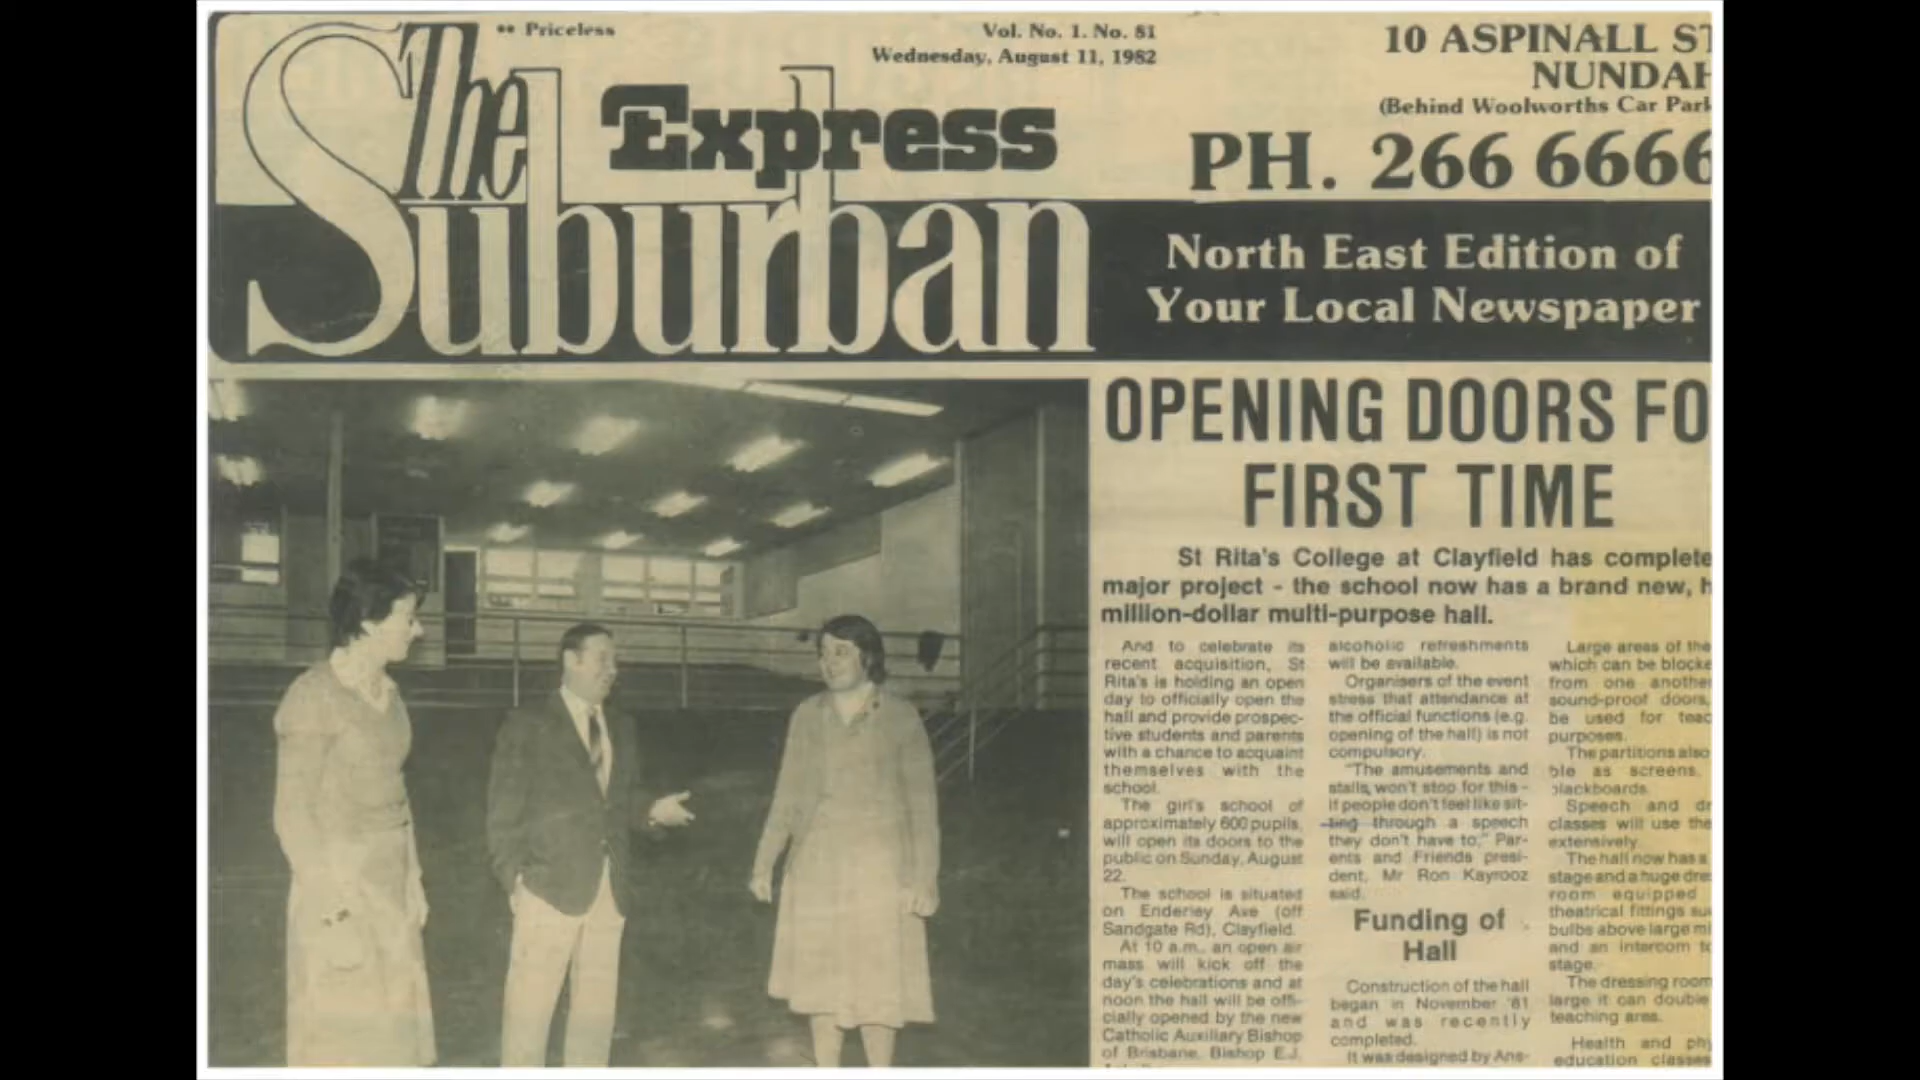 ** Priceless
Vol. No. 1. No. 81
Wednesday, August 11, 1982
The Express
Suburban
10 ASPINALL ST
NUNDAH
(Behind Woolworths Car Park
PH. 266 6666
North East Edition of
Your Local Newspaper
OPENING DOORS FO
FIRST TIME
St Rita's College at Clayfield has complete
major project - the school now has a brand new, h
million-dollar multi-purpose hall.
And to celebrate its
recent acquisition, St
Rita's is holding an open
day to officially open the
hall and provide prospec-
tive students and parents
with a chance to acquaint
themselves with the
school.
The girl's school of
approximately 600 pupils,
will open its doors to the
public on Sunday, August
22.
The school is situated
on Enderley Ave (off
Sandgate Rd), Clayfield.
At 10 a.m., an open air
mass will kick off the
day's celebrations and at
noon the hall will be offi-
cially opened by the new
Catholic Auxiliary Bishop
of Brisbane, Bishop E.J.
alcoholic refreshments
will be available.
Organisers of the event
stress that attendance at
the official functions (e.g.
opening of the hall) is not
compulsory.
"The amusements and
stalls won't stop for this -
if people don't feel like sit-
ting through a speech
they don't have to," Par-
ents and Friends presi-
dent, Mr Ron Kayrooz
said.
Funding of
Hall
Construction of the hall
began in November '81
and was recently
completed.
It was designed by Ans-
Large areas of the
which can be blocke
from one another
sound-proof doors,
be used for teac
purposes.
The partitions also
ble as screens,
blackboards.
Speech and dr
classes will use the
extensively.
The hall now has a
stage and a huge dre
room equipped
theatrical fittings su
bulbs above large mi
and an intercom to
stage.
The dressing room
large it can double
teaching area.
Health and phy
education classes